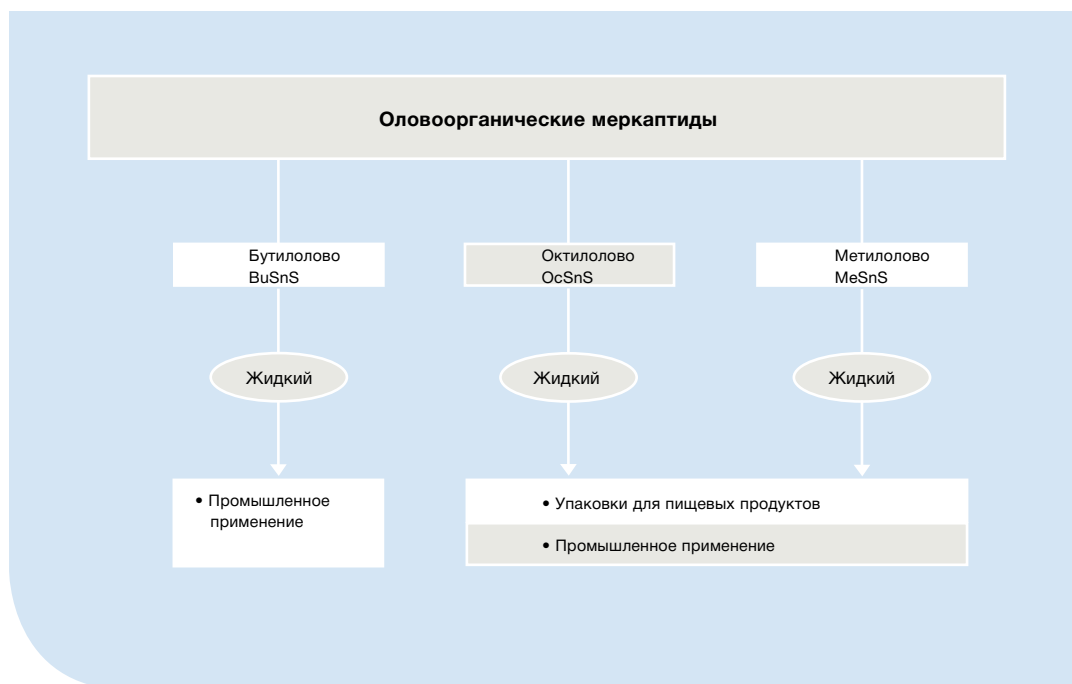 Оловоорганические меркаптиды
Бутилолово
BuSnS
Октилолово
OcSnS
Метилолово
MeSnS
Жидкий
Жидкий
Жидкий
• Промышленное
применение
• Упаковки для пищевых продуктов
• Промышленное применение